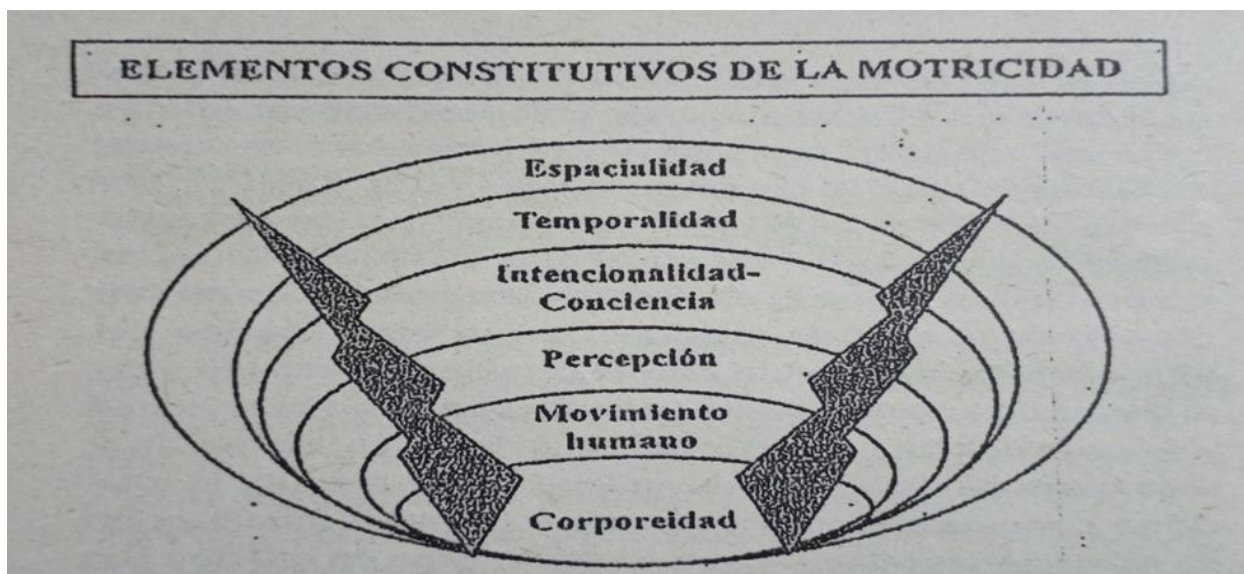 ELEMENTOS CONSTITUTIVOS DE LA MOTRICIDAD
Espacialidad
Temporalidad
Intencionalidad-
Conciencia
Percepción
Movimiento
humano
Corporeidad